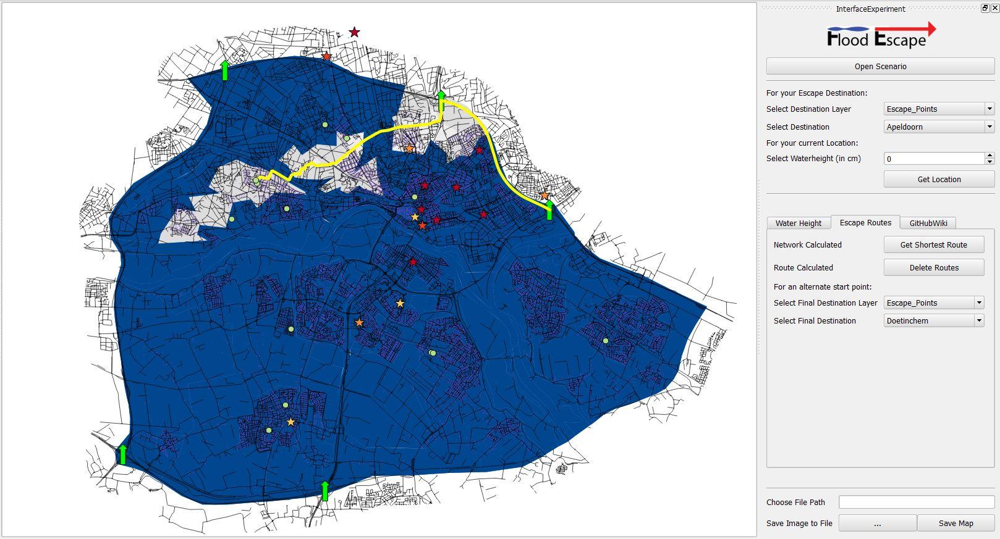 InterfaceExperiment
Flood Escape
Open Scenario
For your Escape Destination:
Select Destination Layer Escape_Points
Select Destination Apeldoorn
For your current Location:
Select Waterheight (in cm) 0
Get Location
Water Height Escape Routes GitHubWiki
Network Calculated Get Shortest Route
Route Calculated Delete Routes
For an alternate start point:
Select Final Destination Layer Escape_Points
Select Final Destination Doetinchem
Choose File Path
Save Image to File ... Save Map